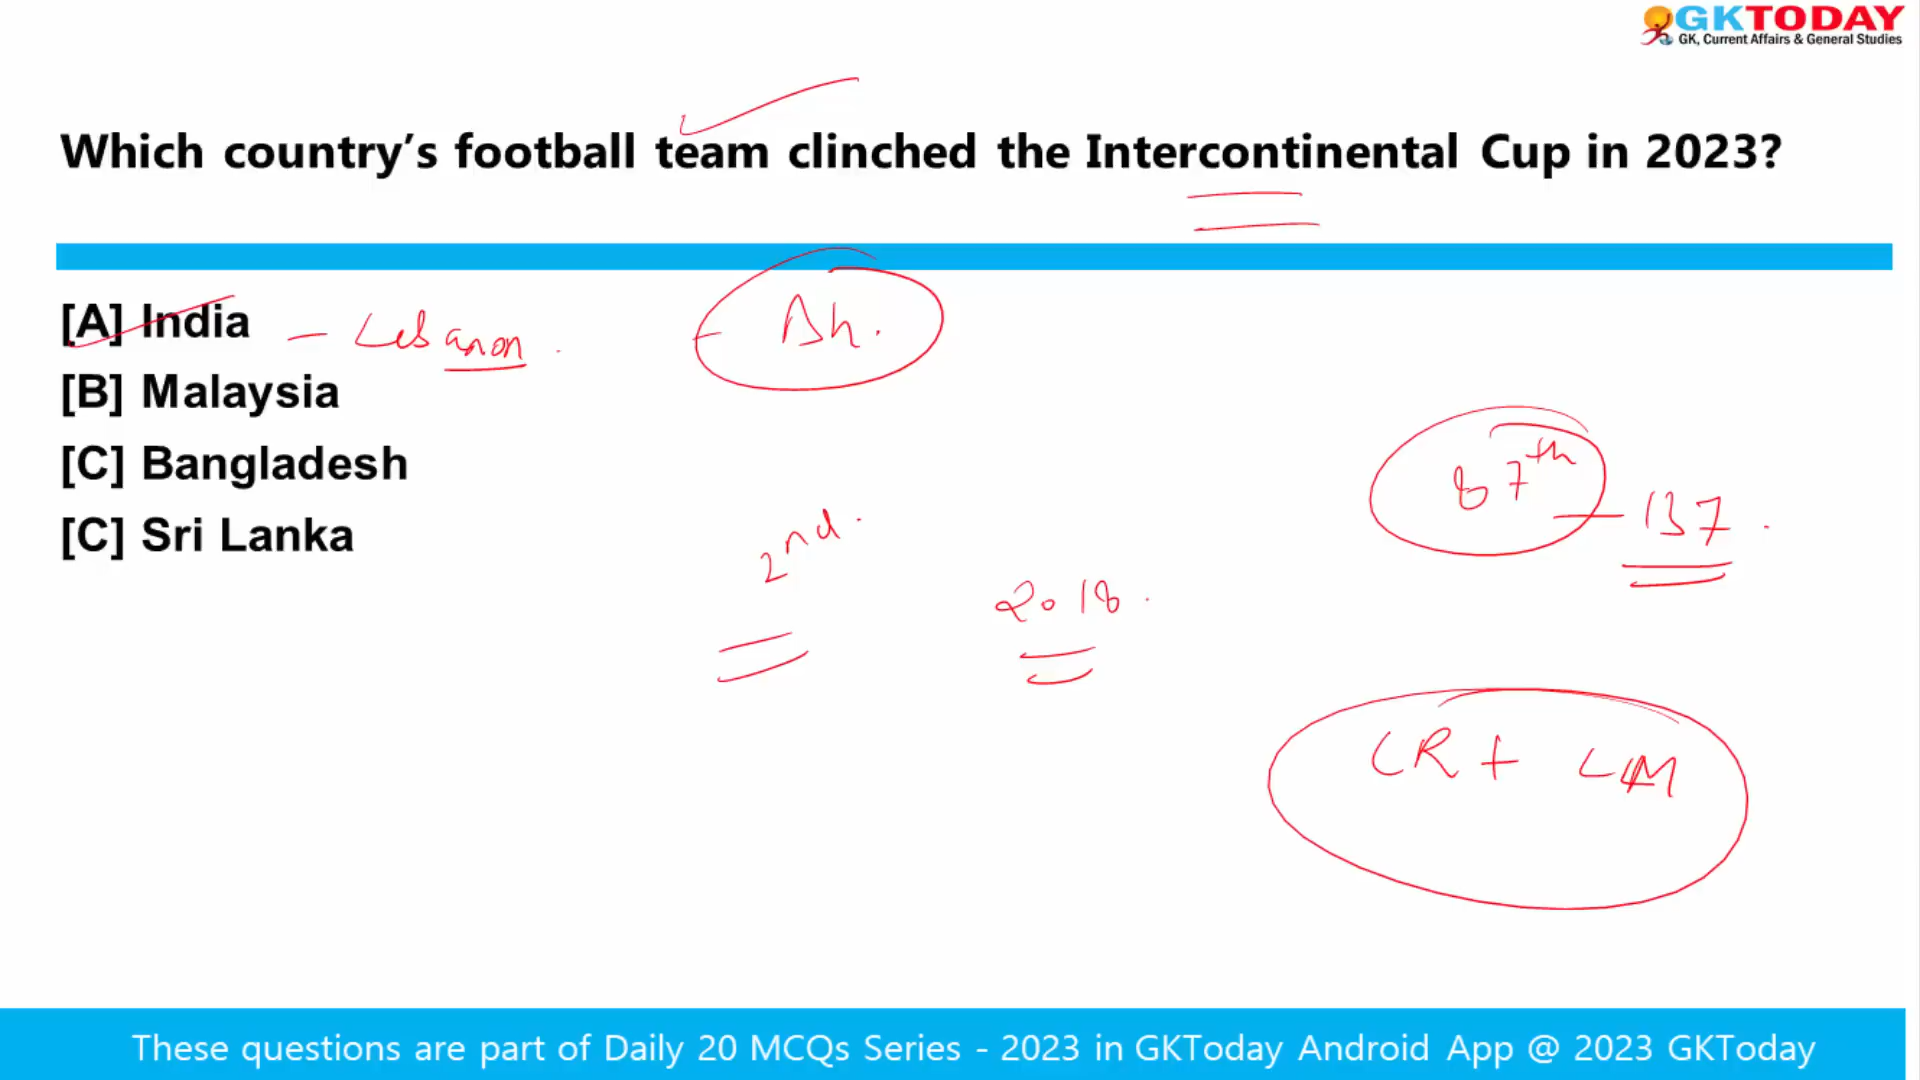 GKTODAY
GK, Current Affairs & General Studies
Which country’s football team clinched the Intercontinental Cup in 2023?
[A] India - Lebanon. - Bh.
[B] Malaysia
[C] Bangladesh
[C] Sri Lanka
87th - 137.
2nd.
2018.
CR + LM
These questions are part of Daily 20 MCQs Series - 2023 in GKToday Android App @ 2023 GKToday